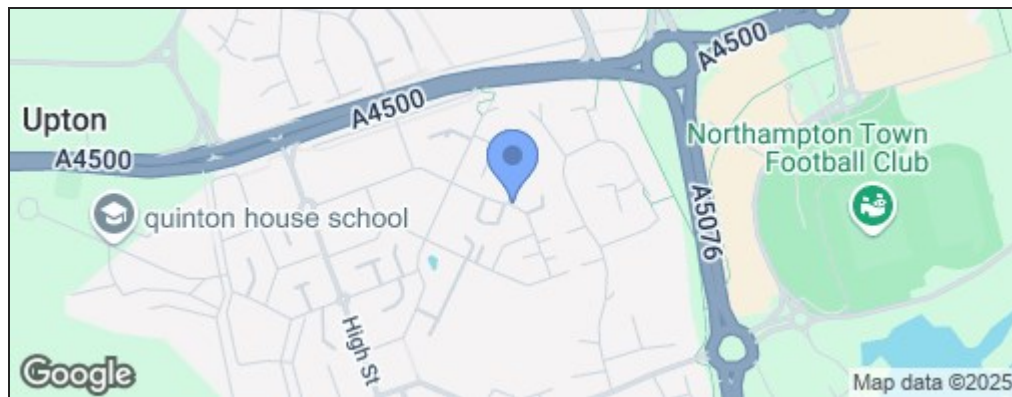 A4500
Upton
A4500
A4500
Northampton Town
Football Club
quinton house school
A5076
High St
Google
Map data ©2025